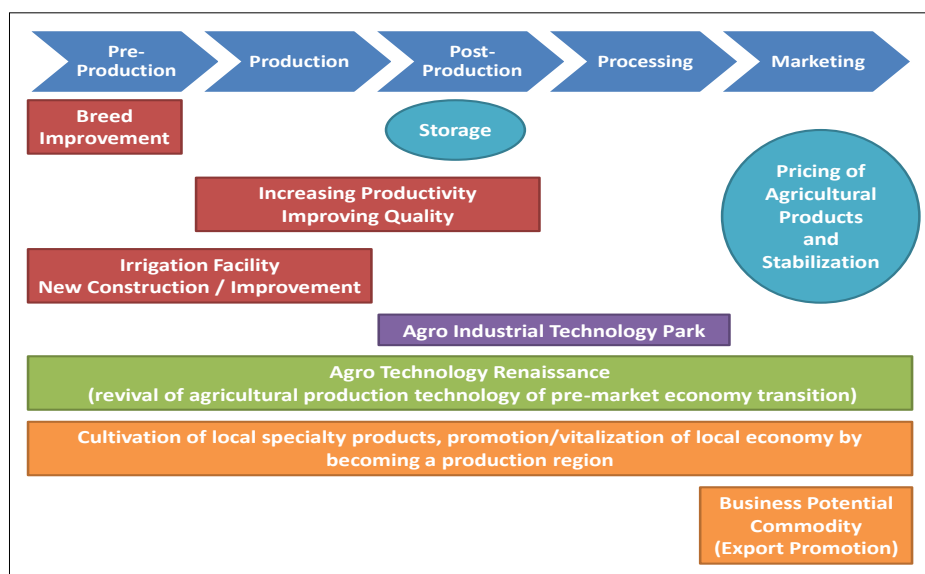 Pre-
Production
Production
Post-
Production
Processing
Marketing
Breed
Improvement
Storage
Pricing of
Agricultural
Products
and
Stabilization
Increasing Productivity
Improving Quality
Irrigation Facility
New Construction / Improvement
Agro Industrial Technology Park
Agro Technology Renaissance
(revival of agricultural production technology of pre-market economy transition)
Cultivation of local specialty products, promotion/vitalization of local economy by
becoming a production region
Business Potential
Commodity
(Export Promotion)